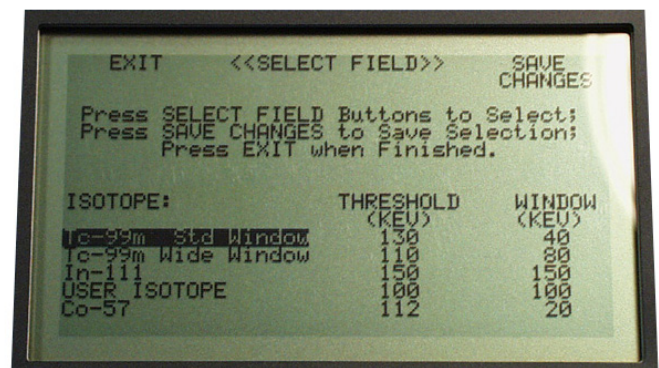 EXIT <<SELECT FIELD>> SAVE
CHANGES
Press SELECT FIELD Buttons to Select;
Press SAVE CHANGES to Save Selection;
Press EXIT when Finished.
ISOTOPE: THRESHOLD WINDOW
(KEV) (KEV)
Tc-99m Std Window 130 40
Tc-99m Wide Window 110 80
In-111 150 150
USER ISOTOPE 100 100
Co-57 112 20